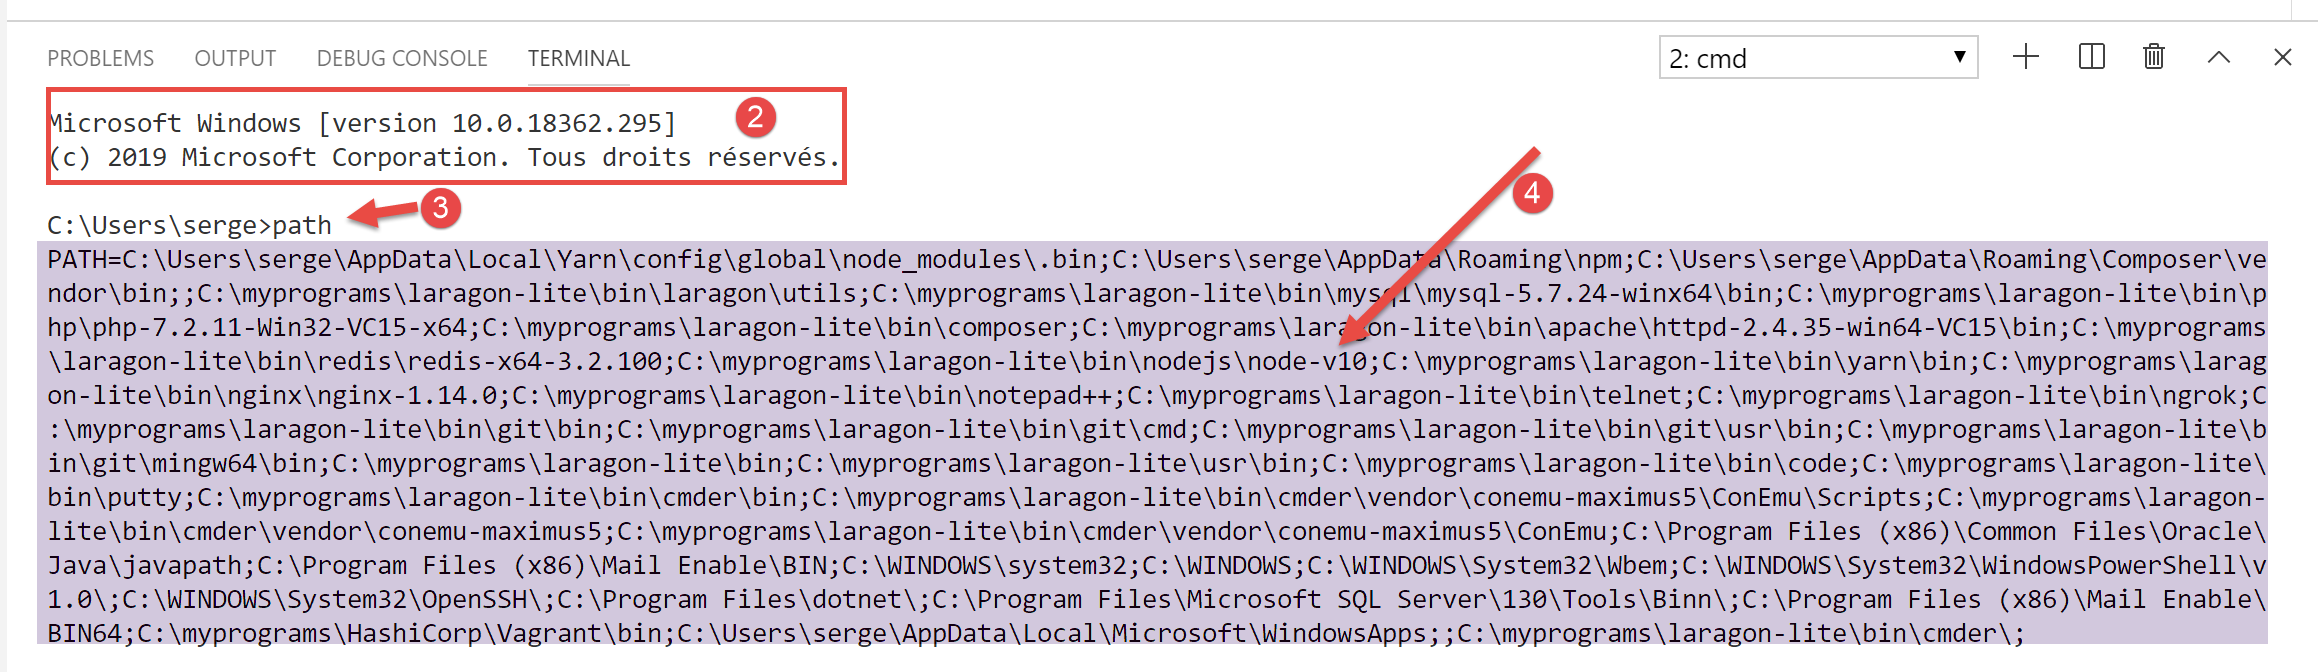 PROBLEMS OUTPUT DEBUG CONSOLE TERMINAL 2: cmd
Microsoft Windows [version 10.0.18362.295] 2
(c) 2019 Microsoft Corporation. Tous droits réservés.
3
4
C:\Users\serge>path
PATH=C:\Users\serge\AppData\Local\Yarn\config\global\node_modules\.bin;C:\Users\serge\AppData\Roaming\npm;C:\Users\serge\AppData\Roaming\Composer\ve
ndor\bin;;C:\myprograms\laragon-lite\bin\laragon\utils;C:\myprograms\laragon-lite\bin\mysql\mysql-5.7.24-winx64\bin;C:\myprograms\laragon-lite\bin\p
hp\php-7.2.11-Win32-VC15-x64;C:\myprograms\laragon-lite\bin\composer;C:\myprograms\laragon-lite\bin\apache\httpd-2.4.35-win64-VC15\bin;C:\myprograms
\laragon-lite\bin\redis\redis-x64-3.2.100;C:\myprograms\laragon-lite\bin\nodejs\node-v10;C:\myprograms\laragon-lite\bin\yarn\bin;C:\myprograms\larag
on-lite\bin\nginx\nginx-1.14.0;C:\myprograms\laragon-lite\bin\notepad++;C:\myprograms\laragon-lite\bin\telnet;C:\myprograms\laragon-lite\bin\ngrok;C
:\myprograms\laragon-lite\bin\git\bin;C:\myprograms\laragon-lite\bin\git\cmd;C:\myprograms\laragon-lite\bin\git\usr\bin;C:\myprograms\laragon-lite\b
in\git\mingw64\bin;C:\myprograms\laragon-lite\bin;C:\myprograms\laragon-lite\usr\bin;C:\myprograms\laragon-lite\bin\code;C:\myprograms\laragon-lite\
bin\putty;C:\myprograms\laragon-lite\bin\cmder\bin;C:\myprograms\laragon-lite\bin\cmder\vendor\conemu-maximus5\ConEmu\Scripts;C:\myprograms\laragon-
lite\bin\cmder\vendor\conemu-maximus5;C:\myprograms\laragon-lite\bin\cmder\vendor\conemu-maximus5\ConEmu;C:\Program Files (x86)\Common Files\Oracle\
Java\javapath;C:\Program Files (x86)\Mail Enable\BIN;C:\WINDOWS\system32;C:\WINDOWS;C:\WINDOWS\System32\Wbem;C:\WINDOWS\System32\WindowsPowerShell\v
1.0\;C:\WINDOWS\System32\OpenSSH\;C:\Program Files\dotnet\;C:\Program Files\Microsoft SQL Server\130\Tools\Binn\;C:\Program Files (x86)\Mail Enable\
BIN64;C:\myprograms\HashiCorp\Vagrant\bin;C:\Users\serge\AppData\Local\Microsoft\WindowsApps;;C:\myprograms\laragon-lite\bin\cmder\;